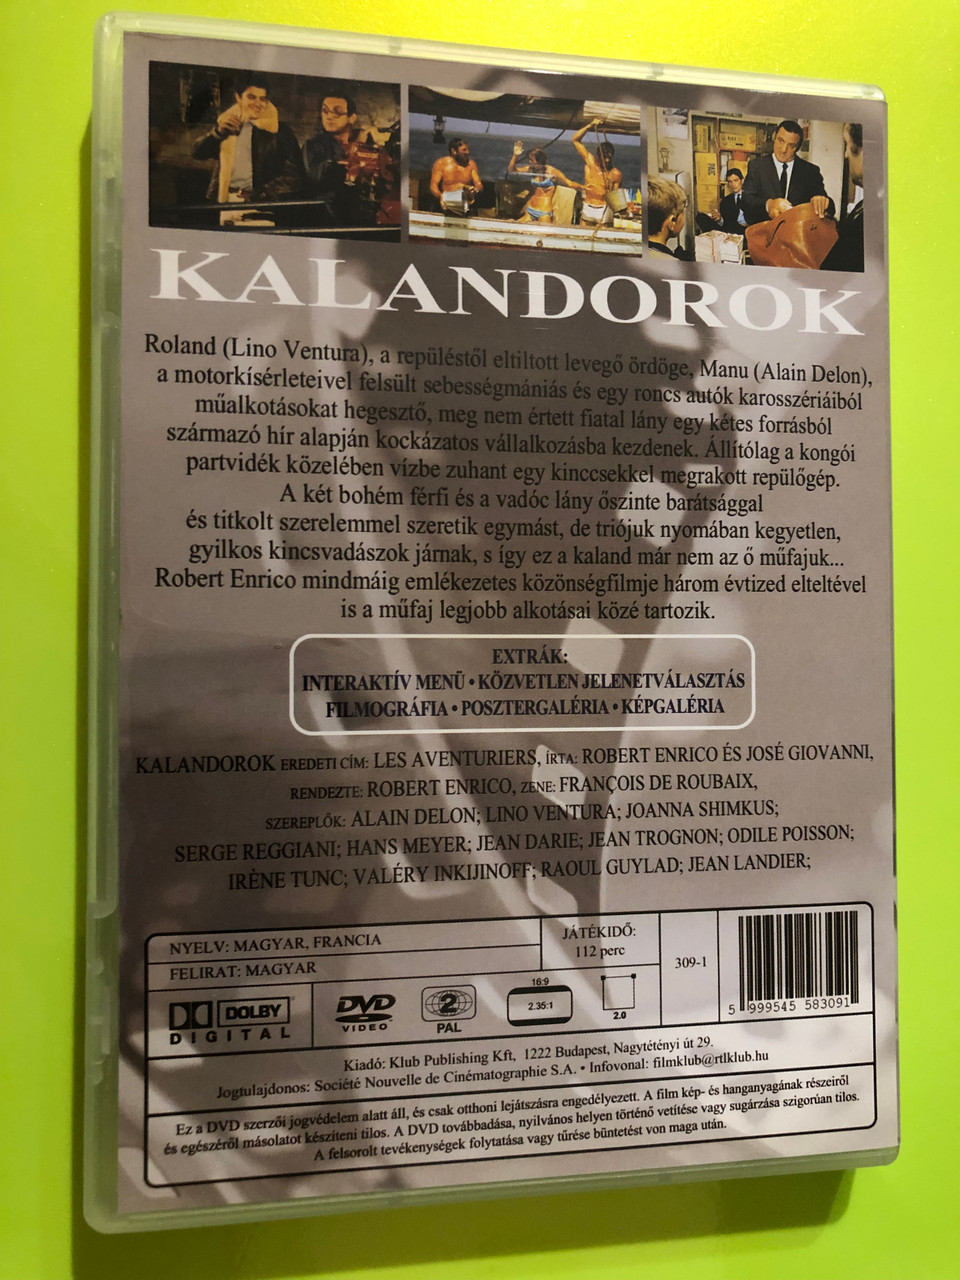 KALANDOROK
Roland (Lino Ventura), a repüléstől eltiltott levegő ördöge, Manu (Alain Delon),
a motorkísérleteivel felsült sebességmániás és egy roncs autók karosszériáiból
műalkotásokat hegesztő, meg nem értett fiatal lány egy kétes forrásból
származó hír alapján kockázatos vállalkozásba kezdenek. Állítólag a kongói
partvidék közelében vízbe zuhant egy kinccsekkel megrakott repülőgép.
A két bohém férfi és a vadóc lány őszinte barátsággal
és titkolt szerelemmel szeretik egymást, de triójuk nyomában kegyetlen,
gyilkos kincsvadászok járnak, s így ez a kaland már nem az ő műfajuk...
Robert Enrico mindmáig emlékezetes közönségfilmje három évtized elteltével
is a műfaj legjobb alkotásai közé tartozik.
EXTRÁK:
INTERAKTÍV MENÜ • KÖZVETLEN JELENETVÁLASZTÁS
FILMOGRÁFIA • POSZTERGALÉRIA • KÉPGALÉRIA
KALANDOROK EREDETI CÍM: LES AVENTURIERS, ÍRTA: ROBERT ENRICO ÉS JOSÉ GIOVANNI,
RENDEZTE: ROBERT ENRICO, ZENE: FRANÇOIS DE ROUBAIX,
SZEREPLŐK: ALAIN DELON; LINO VENTURA; JOANNA SHIMKUS;
SERGE REGGIANI; HANS MEYER; JEAN DARIE; JEAN TROGNON; ODILE POISSON;
IRÈNE TUNC; VALÉRY INKIJINOFF; RAOUL GUYLAD; JEAN LANDIER;
NYELV: MAGYAR, FRANCIA
FELIRAT: MAGYAR
JÁTÉKIDŐ:
112 perc
309-1
5 999545 583091
DOLBY
DIGITAL
DVD
VIDEO
2
PAL
16:9
2.35:1
2.0
Kiadó: Klub Publishing Kft, 1222 Budapest, Nagytétényi út 29.
Jogtulajdonos: Société Nouvelle de Cinématographie S.A. • Infovonal: filmklub@rtlklub.hu
Ez a DVD szerzői jogvédelem alatt áll, és csak otthoni lejátszásra engedélyezett. A film kép- és hanganyagának részeiről
és egészéről másolatot készíteni tilos. A DVD továbbadása, nyilvános helyen történő vetítése vagy sugárzása szigorúan tilos.
A felsorolt tevékenységek folytatása vagy tűrése büntetést von maga után.